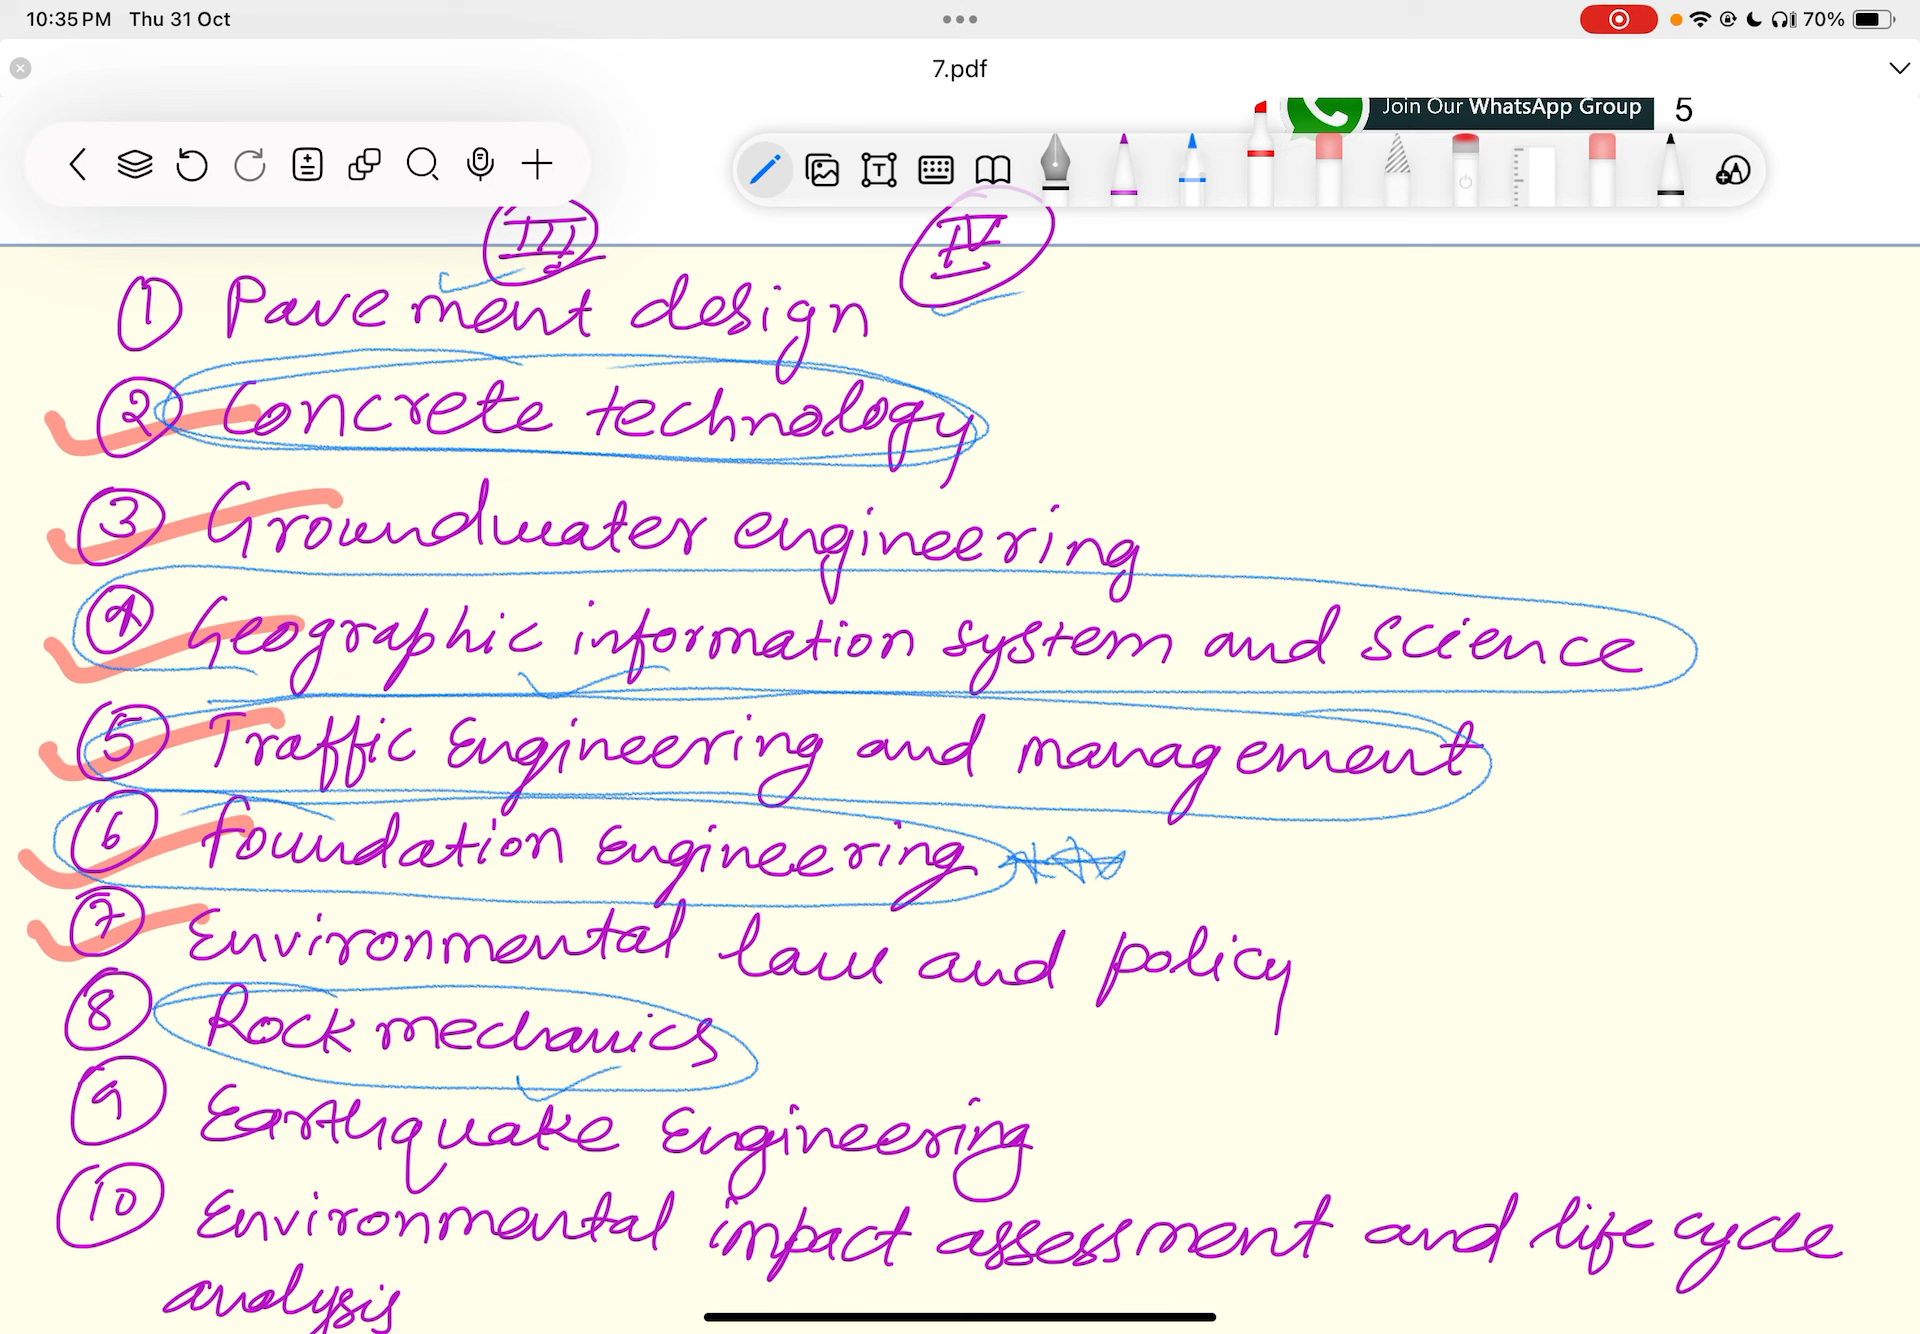 10:35 PM Thu 31 Oct
70%
7.pdf
Join Our WhatsApp Group 5
III IV
1 Pavement design
2 Concrete technology
3 Groundwater engineering
4 Geographic information system and science
5 Traffic Engineering and management
6 foundation Engineering
7 Environmental law and policy
8 Rock mechanics
9 Earthquake Engineering
10 Environmental impact assessment and life cycle
analysis